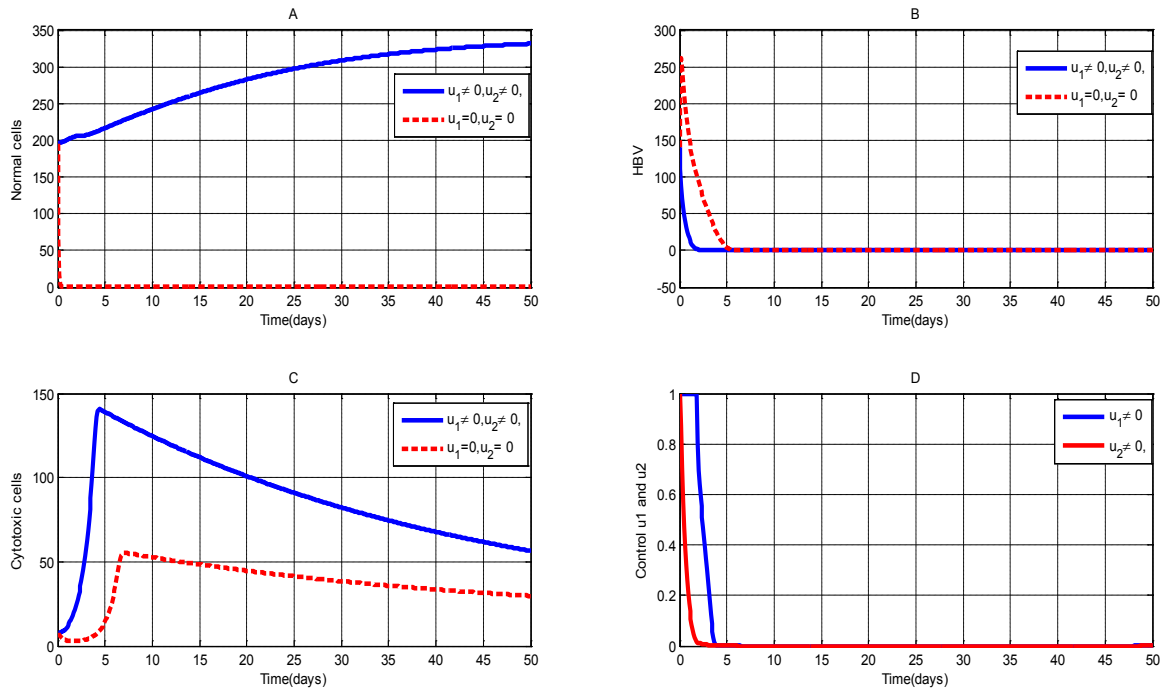 A
350
300
250
200
150
100
50
0
0 5 10 15 20 25 30 35 40 45 50
Normal cells
Time(days)
u1≠ 0,u2≠ 0,
u1=0,u2= 0
B
300
250
200
150
100
50
0
-50
0 5 10 15 20 25 30 35 40 45 50
HBV
Time(days)
u1≠ 0,u2≠ 0,
u1=0,u2= 0
C
150
100
50
0
0 5 10 15 20 25 30 35 40 45 50
Cytotoxic cells
Time(days)
u1≠ 0,u2≠ 0,
u1=0,u2= 0
D
1
0.8
0.6
0.4
0.2
0
0 5 10 15 20 25 30 35 40 45 50
Control u1 and u2
Time(days)
u1≠ 0
u2≠ 0,